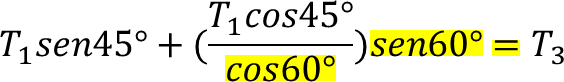 T₁sen45° + (T₁cos45°/cos60°)sen60° = T₃